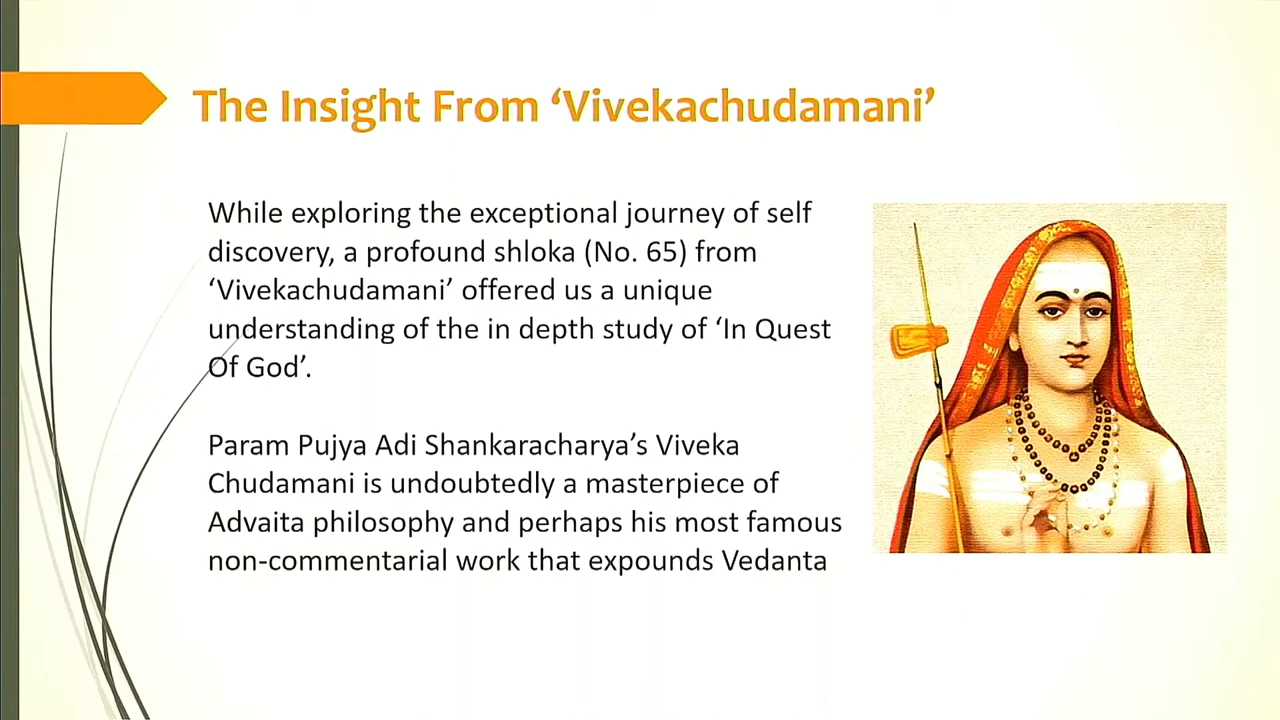 The Insight From ‘Vivekachudamani’
While exploring the exceptional journey of self
discovery, a profound shloka (No. 65) from
‘Vivekachudamani’ offered us a unique
understanding of the in depth study of ‘In Quest
Of God’.
Param Pujya Adi Shankaracharya’s Viveka
Chudamani is undoubtedly a masterpiece of
Advaita philosophy and perhaps his most famous
non-commentarial work that expounds Vedanta